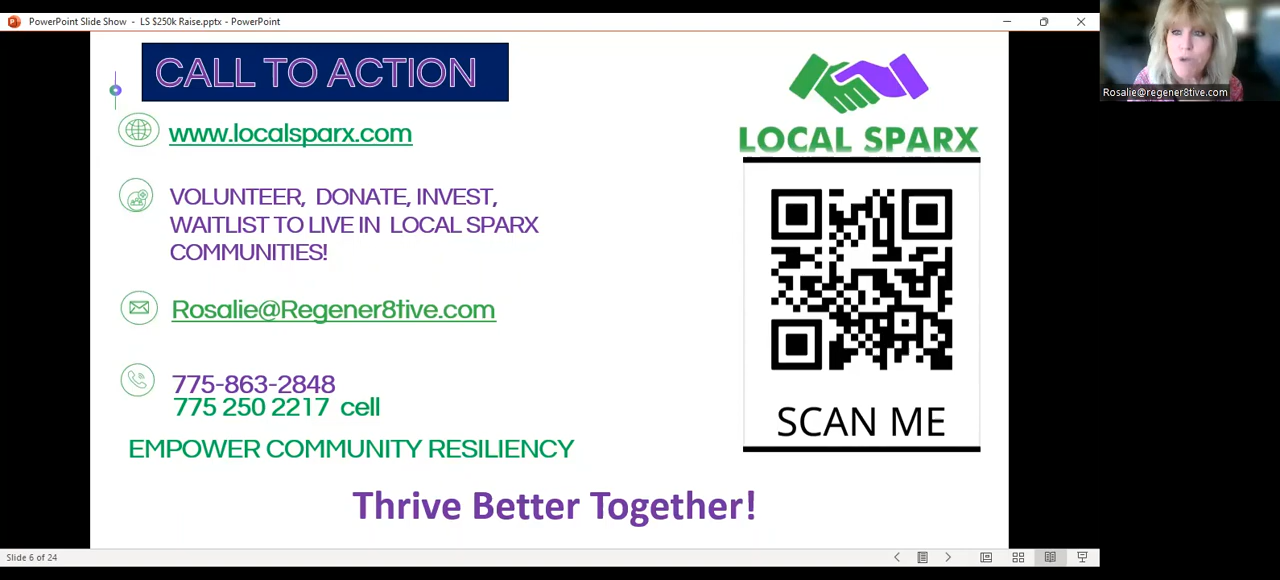 PowerPoint Slide Show - LS $250k Raise.pptx - PowerPoint
CALL TO ACTION
www.localsparx.com
VOLUNTEER, DONATE, INVEST,
WAITLIST TO LIVE IN LOCAL SPARX
COMMUNITIES!
Rosalie@Regener8tive.com
775-863-2848
775 250 2217 cell
EMPOWER COMMUNITY RESILIENCY
Thrive Better Together!
LOCAL SPARX
SCAN ME
Rosalie@regener8tive.com
Slide 6 of 24